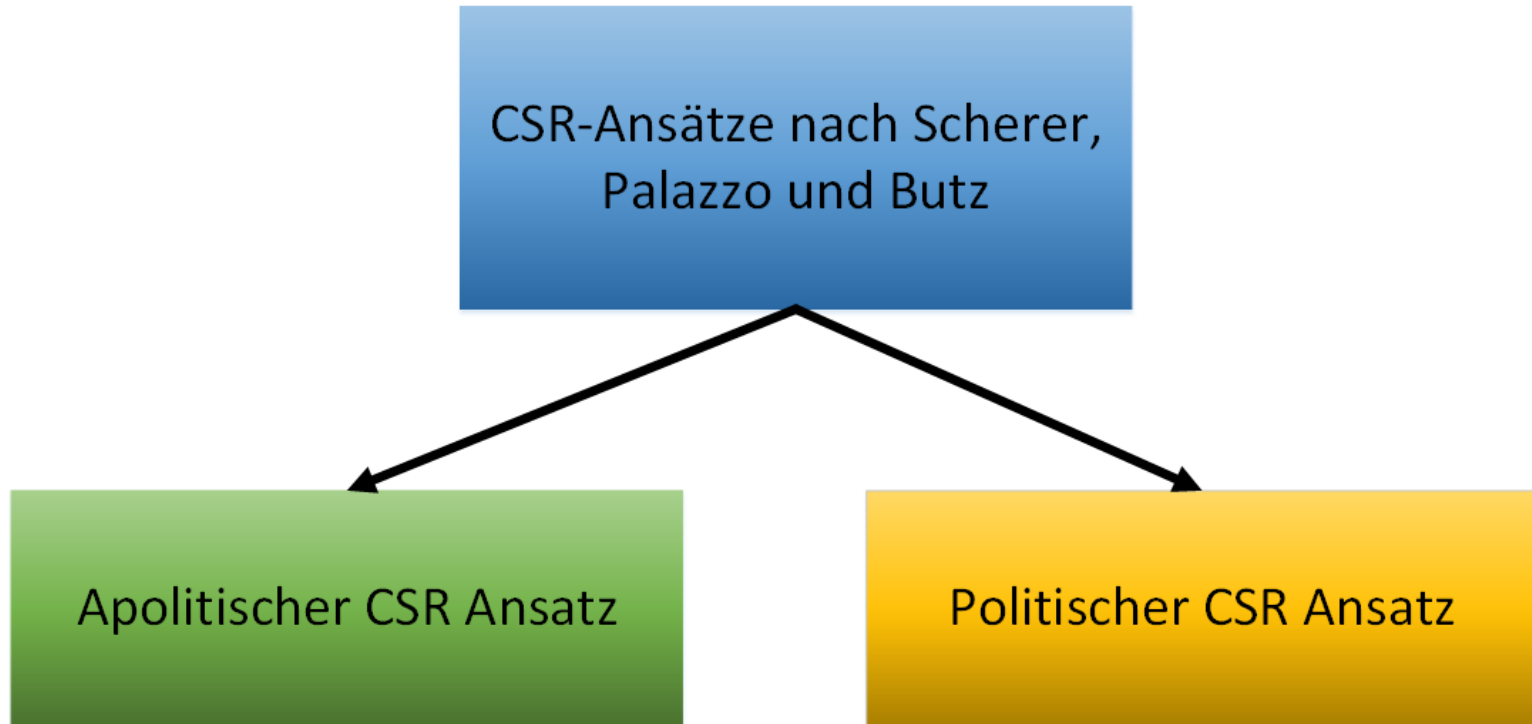 CSR-Ansätze nach Scherer,
Palazzo und Butz
Apolitischer CSR Ansatz
Politischer CSR Ansatz